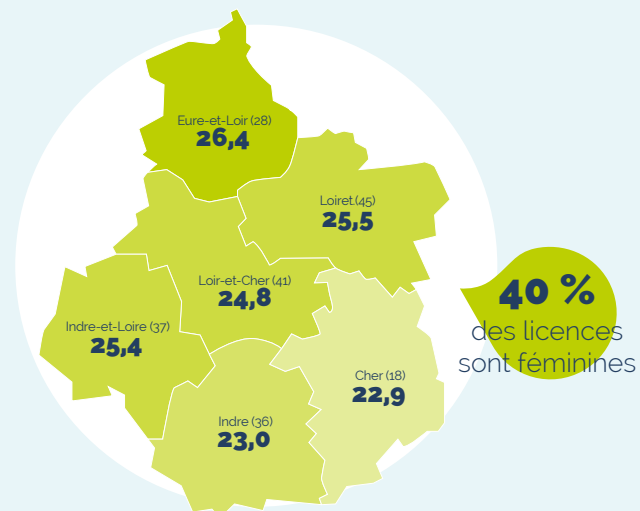 Eure-et-Loir (28)
26,4
Loiret (45)
25,5
Loir-et-Cher (41)
24,8
40 %
des licences
sont féminines
Indre-et-Loire (37)
25,4
Cher (18)
22,9
Indre (36)
23,0